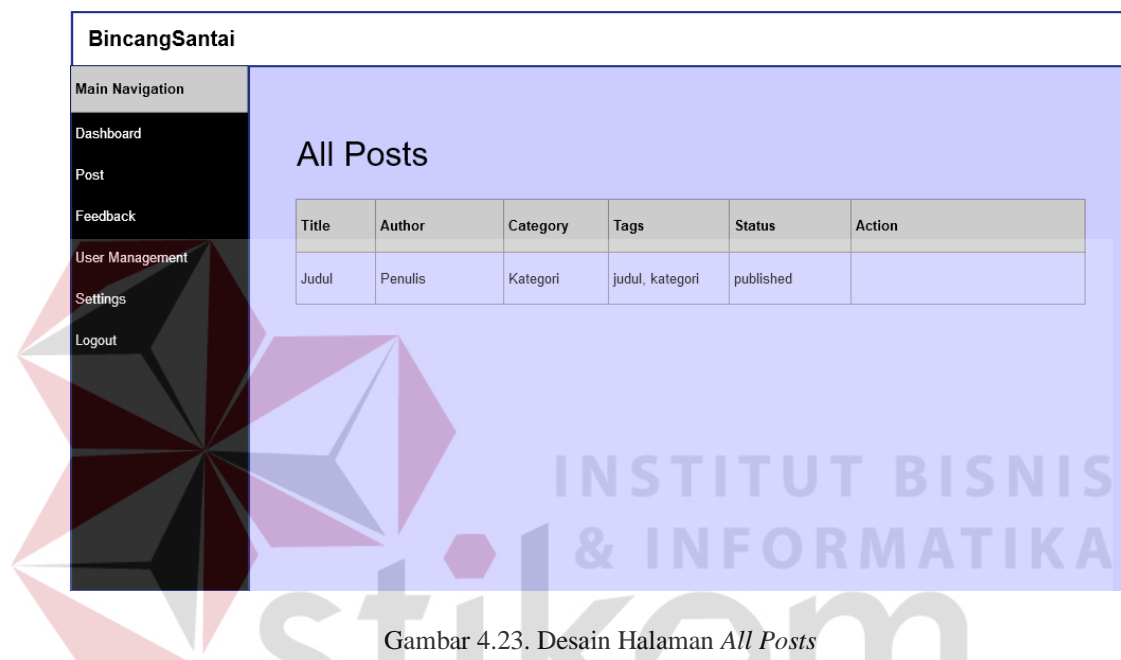 BincangSantai
Main Navigation
Dashboard
Post
Feedback
User Management
Settings
Logout
All Posts
Title Author Category Tags Status Action
Judul Penulis Kategori judul, kategori published
INSTITUT BISNIS
& INFORMATIKA
stikom
Gambar 4.23. Desain Halaman All Posts